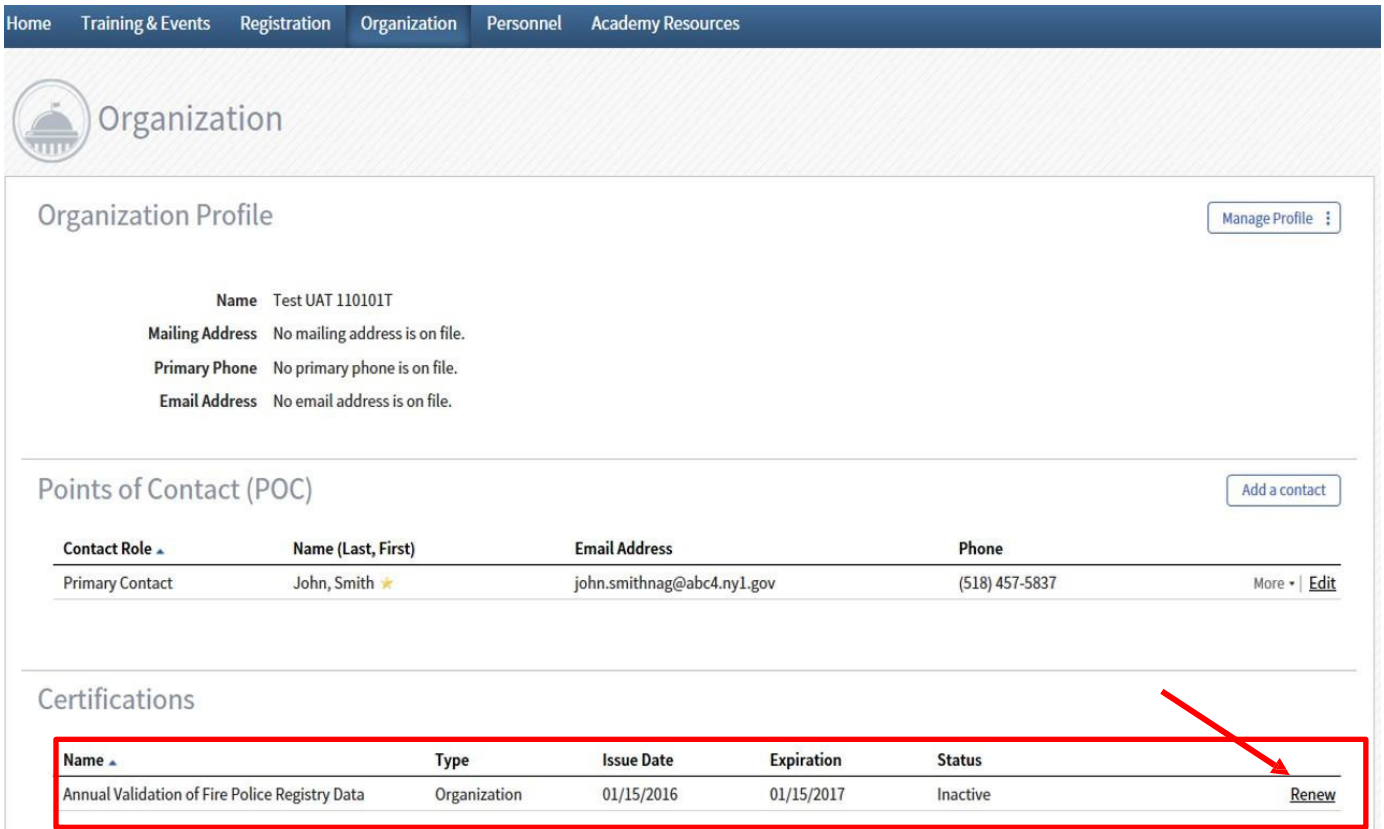 Home Training & Events Registration Organization Personnel Academy Resources
Organization
Organization Profile
Manage Profile
Name Test UAT 110101T
Mailing Address No mailing address is on file.
Primary Phone No primary phone is on file.
Email Address No email address is on file.
Points of Contact (POC)
Add a contact
Contact Role Name (Last, First) Email Address Phone
Primary Contact John, Smith john.smithnag@abc4.ny1.gov (518) 457-5837 More | Edit
Certifications
Name Type Issue Date Expiration Status
Annual Validation of Fire Police Registry Data Organization 01/15/2016 01/15/2017 Inactive Renew